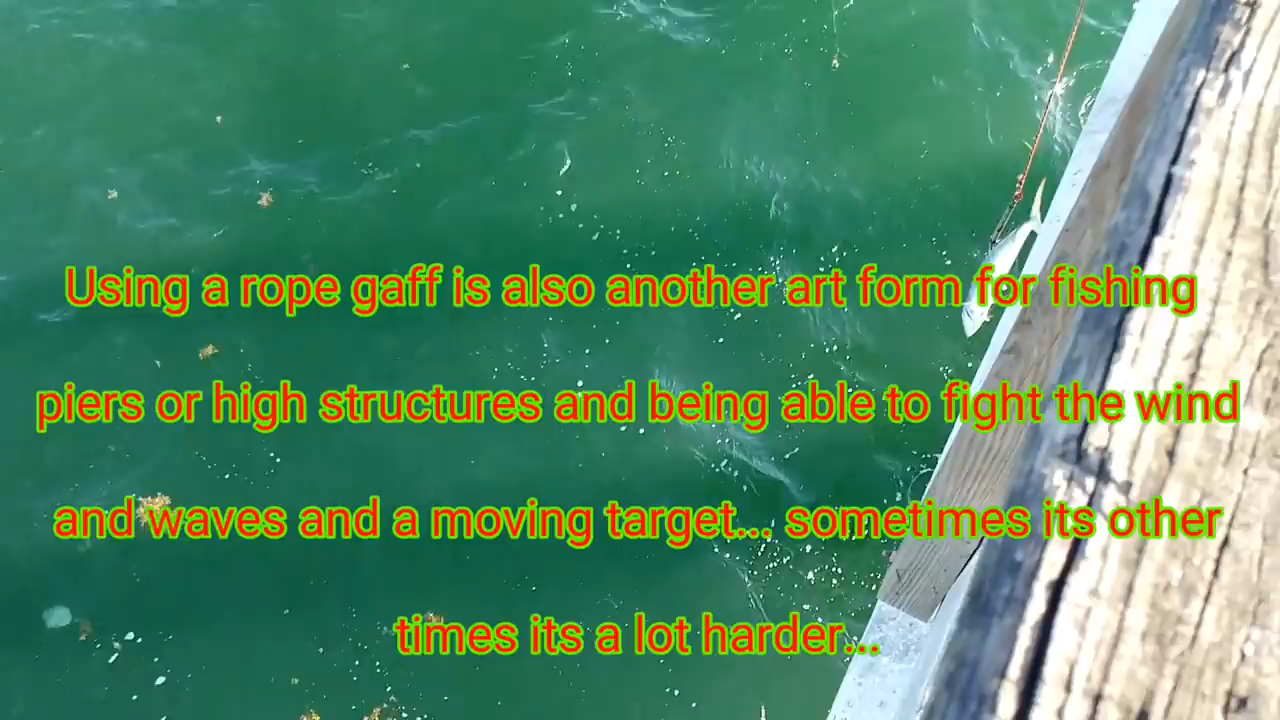 Using a rope gaff is also another art form for fishing
piers or high structures and being able to fight the wind
and waves and a moving target... sometimes its other
times its a lot harder...